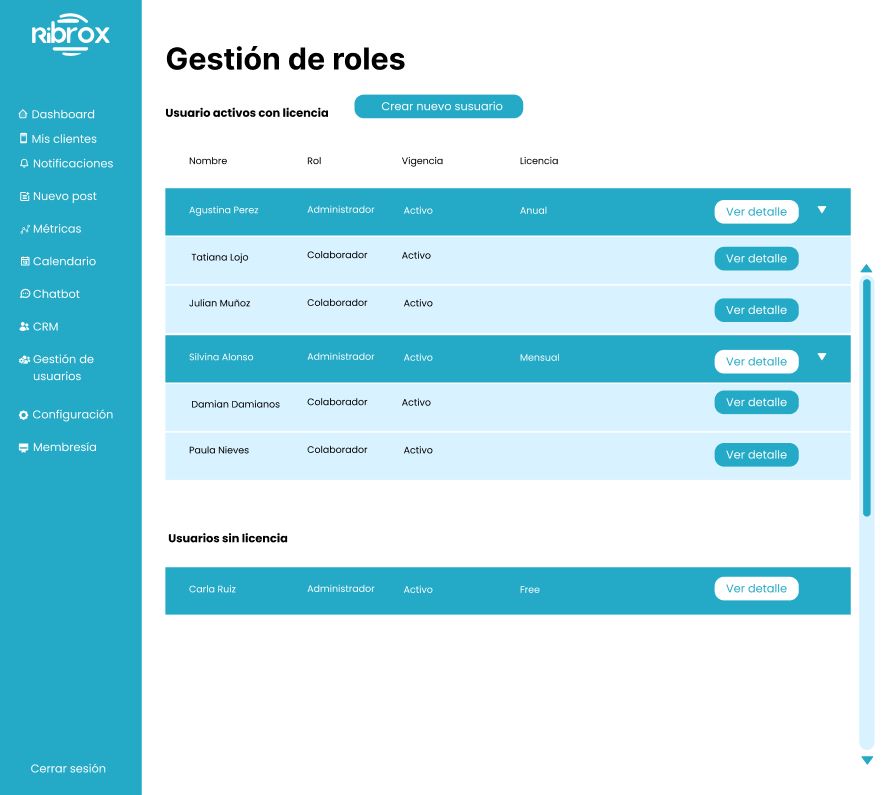 Ribrox
Dashboard
Mis clientes
Notificaciones
Nuevo post
Métricas
Calendario
Chatbot
CRM
Gestión de
usuarios
Configuración
Membresía
Cerrar sesión
Gestión de roles
Usuario activos con licencia
Crear nuevo susuario
Nombre Rol Vigencia Licencia
Agustina Perez Administrador Activo Anual Ver detalle
Tatiana Lojo Colaborador Activo Ver detalle
Julian Muñoz Colaborador Activo Ver detalle
Silvina Alonso Administrador Activo Mensual Ver detalle
Damian Damianos Colaborador Activo Ver detalle
Paula Nieves Colaborador Activo Ver detalle
Usuarios sin licencia
Carla Ruiz Administrador Activo Free Ver detalle